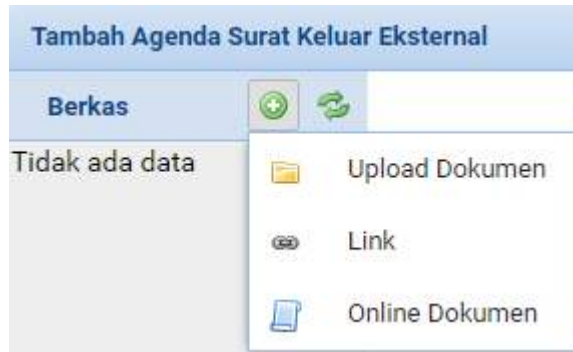 Tambah Agenda Surat Keluar Eksternal
Berkas
Tidak ada data
Upload Dokumen
Link
Online Dokumen